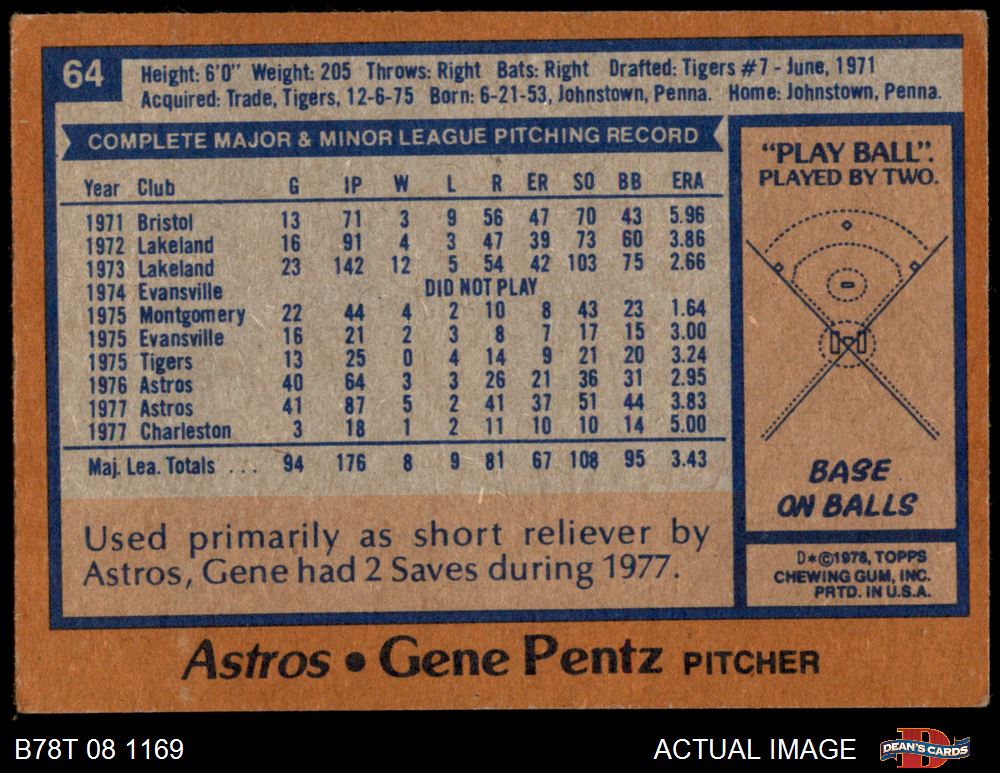 64
Height: 6'0" Weight: 205 Throws: Right Bats: Right Drafted: Tigers #7 - June, 1971
Acquired: Trade, Tigers, 12-6-75 Born: 6-21-53, Johnstown, Penna. Home: Johnstown, Penna.
COMPLETE MAJOR & MINOR LEAGUE PITCHING RECORD
Year Club G IP W L R ER SO BB ERA
1971 Bristol 13 71 3 9 56 47 70 43 5.96
1972 Lakeland 16 91 4 3 47 39 73 60 3.86
1973 Lakeland 23 142 12 5 54 42 103 75 2.66
1974 Evansville DID NOT PLAY
1975 Montgomery 22 44 4 2 10 8 43 23 1.64
1975 Evansville 16 21 2 3 8 7 17 15 3.00
1975 Tigers 13 25 0 4 14 9 21 20 3.24
1976 Astros 40 64 3 3 26 21 36 31 2.95
1977 Astros 41 87 5 2 41 37 51 44 3.83
1977 Charleston 3 18 1 2 11 10 10 14 5.00
Maj. Lea. Totals ... 94 176 8 9 81 67 108 95 3.43
Used primarily as short reliever by
Astros, Gene had 2 Saves during 1977.
"PLAY BALL".
PLAYED BY TWO.
BASE
ON BALLS
D*©1978, TOPPS
CHEWING GUM, INC.
PRTD. IN U.S.A.
Astros • Gene Pentz PITCHER
B78T 08 1169
ACTUAL IMAGE
DEAN'S CARDS